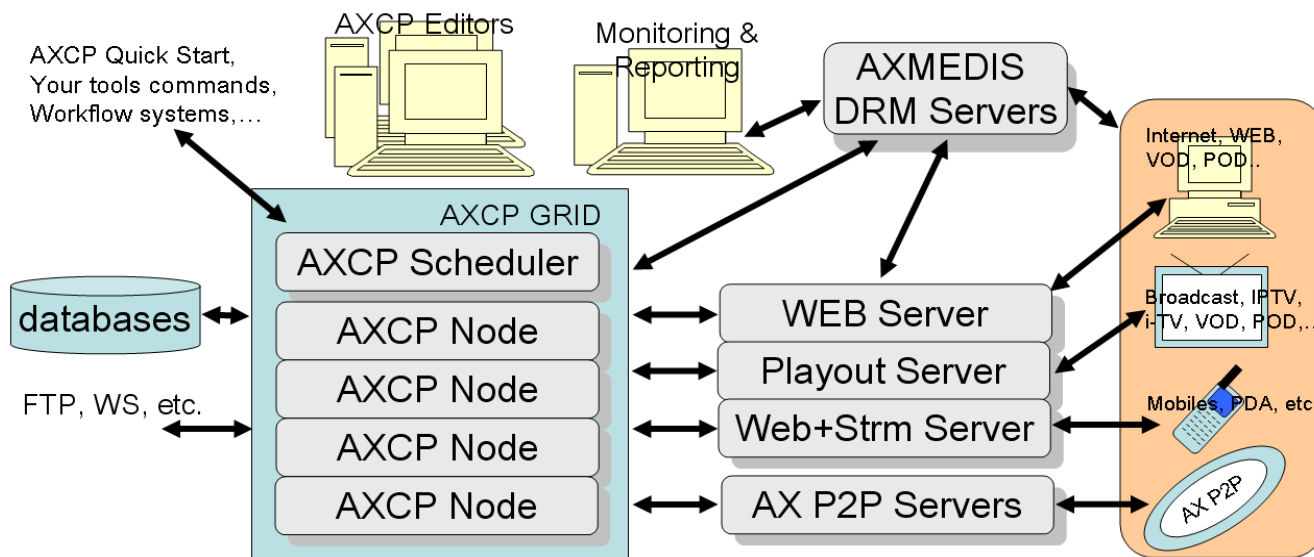 AXCP Editors
AXCP Quick Start,
Your tools commands,
Workflow systems,…
Monitoring &
Reporting
AXMEDIS
DRM Servers
Internet, WEB,
VOD, POD..
AXCP GRID
AXCP Scheduler
databases
AXCP Node
WEB Server
Broadcast, IPTV,
i-TV, VOD, POD,..
AXCP Node
Playout Server
FTP, WS, etc.
AXCP Node
Web+Strm Server
Mobiles, PDA, etc
AXCP Node
AX P2P Servers
AX P2P